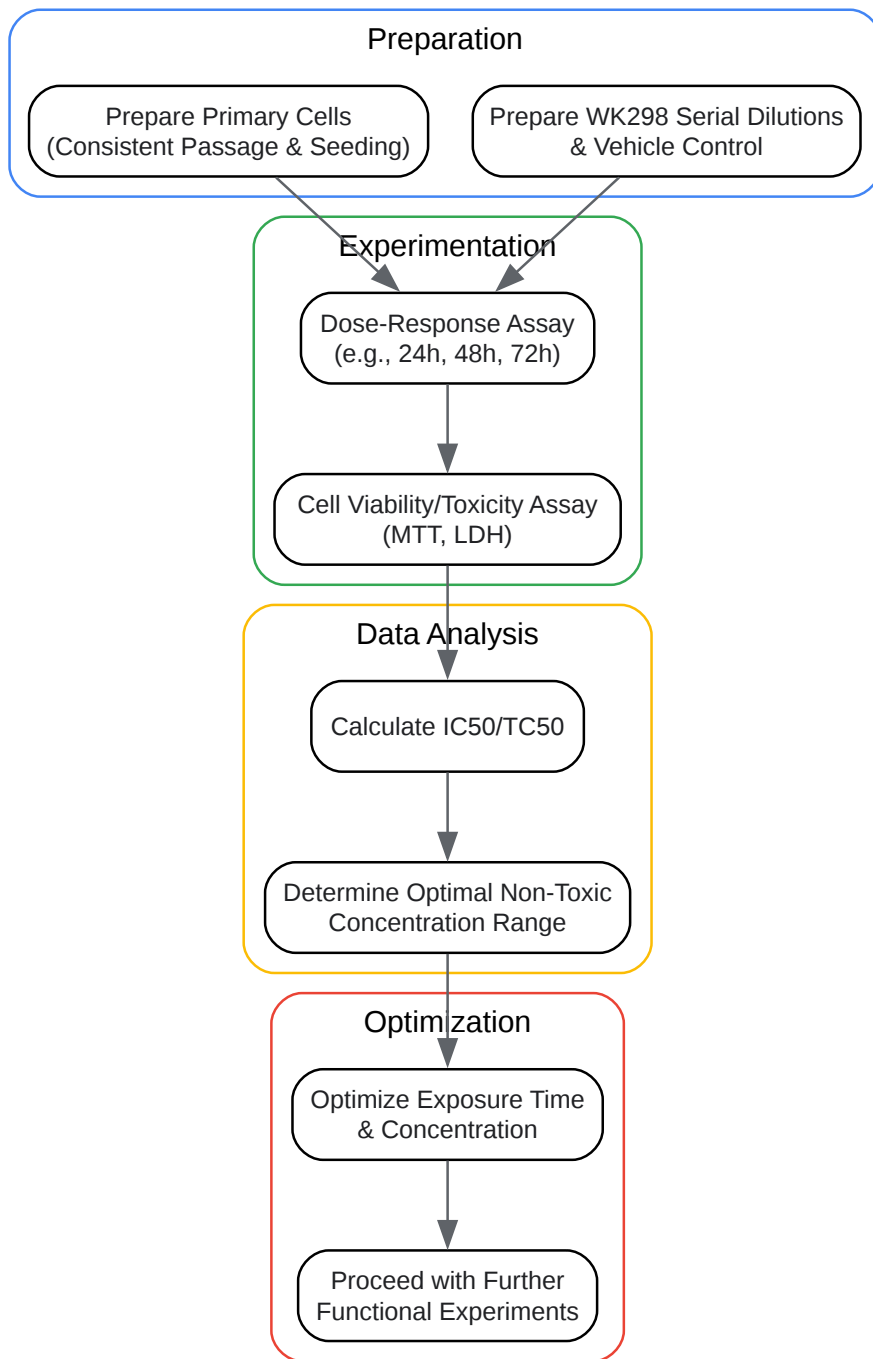 Preparation
Prepare Primary Cells
(Consistent Passage & Seeding)
Prepare WK298 Serial Dilutions
& Vehicle Control
Experimentation
Dose-Response Assay
(e.g., 24h, 48h, 72h)
Cell Viability/Toxicity Assay
(MTT, LDH)
Data Analysis
Calculate IC50/TC50
Determine Optimal Non-Toxic
Concentration Range
Optimization
Optimize Exposure Time
& Concentration
Proceed with Further
Functional Experiments